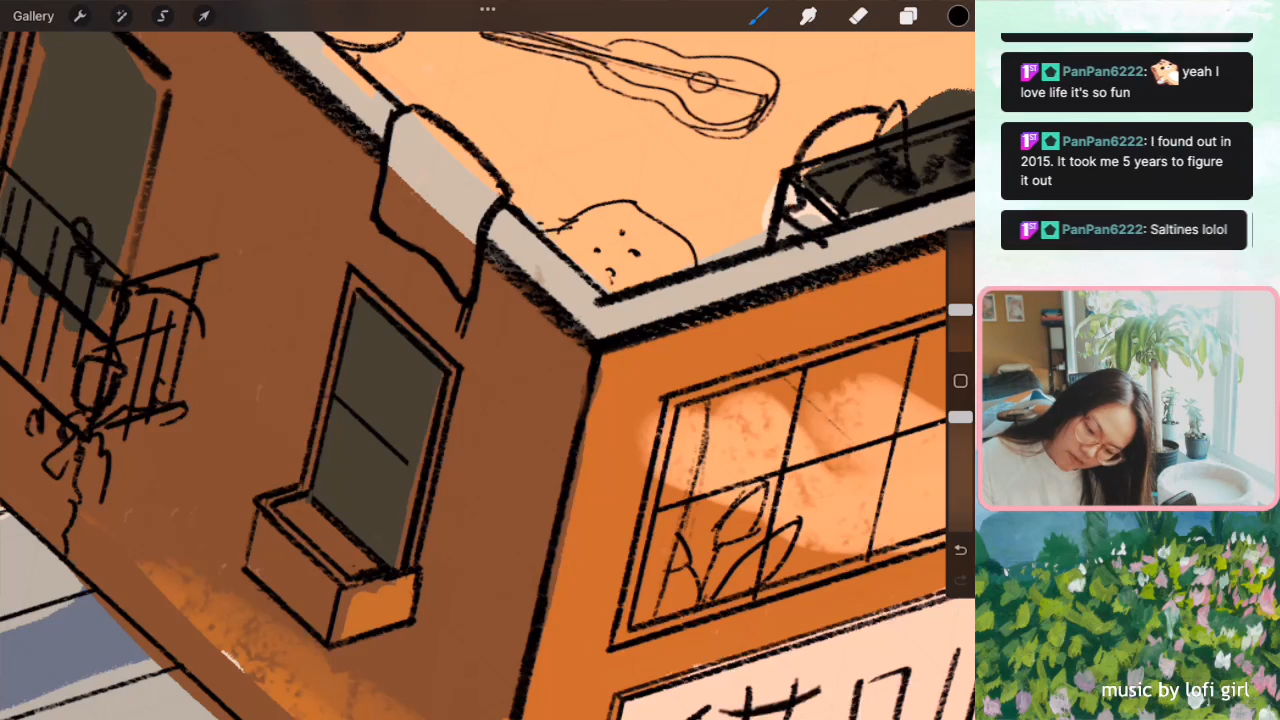 Gallery
PanPan6222: yeah I
love life it's so fun
PanPan6222: I found out in
2015. It took me 5 years to figure
it out
PanPan6222: Saltines lolol
music by lofi girl